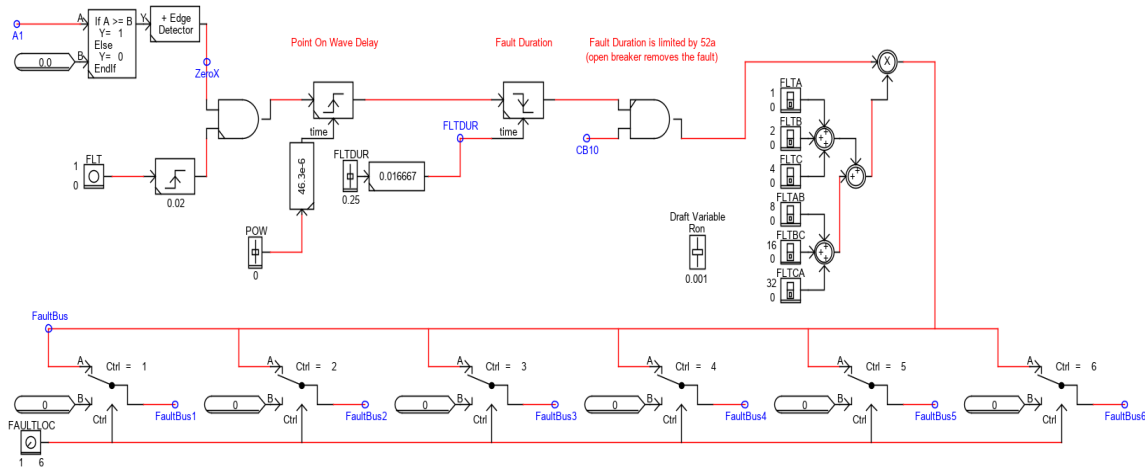 A1
A
B
0.0
If A >= B
Y= 1
Else
Y= 0
EndIf
Y
+ Edge
Detector
ZeroX
Point On Wave Delay
Fault Duration
Fault Duration is limited by 52a
(open breaker removes the fault)
time
time
FLTDUR
CB10
FLT
1
0
0.02
46.3e-6
FLTDUR
0.25
0.016667
POW
0
Draft Variable
Ron
0.001
X
FLTA
1
0
FLTB
2
0
FLTC
4
0
+
+
+
+
+
FLTAB
8
0
FLTBC
16
0
FLTCA
32
0
+
+
+
FaultBus
A
Ctrl = 1
B
0
Ctrl
FaultBus1
A
Ctrl = 2
B
0
Ctrl
FaultBus2
A
Ctrl = 3
B
0
Ctrl
FaultBus3
A
Ctrl = 4
B
0
Ctrl
FaultBus4
A
Ctrl = 5
B
0
Ctrl
FaultBus5
A
Ctrl = 6
B
0
Ctrl
FaultBus6
FAULTLOC
1 6